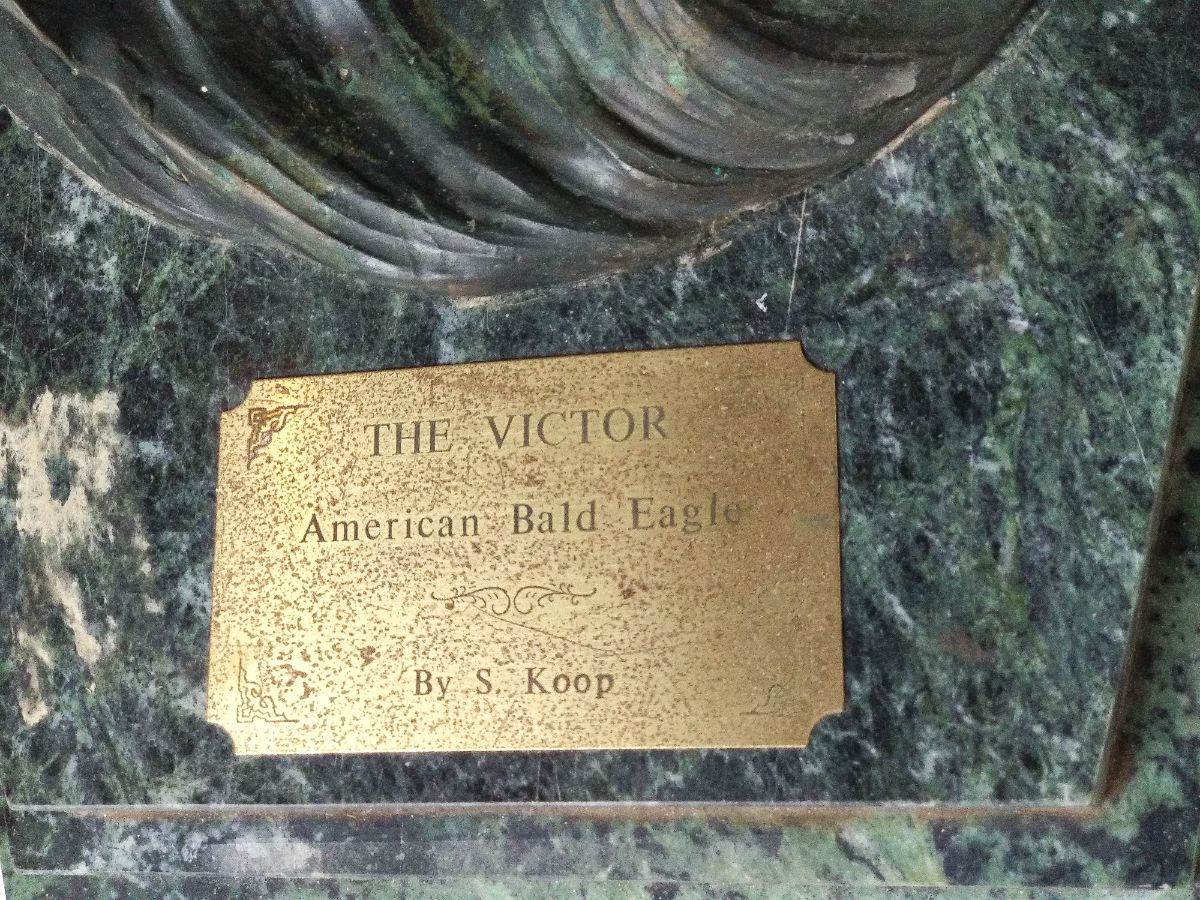 THE VICTOR
American Bald Eagle
By S. Koop